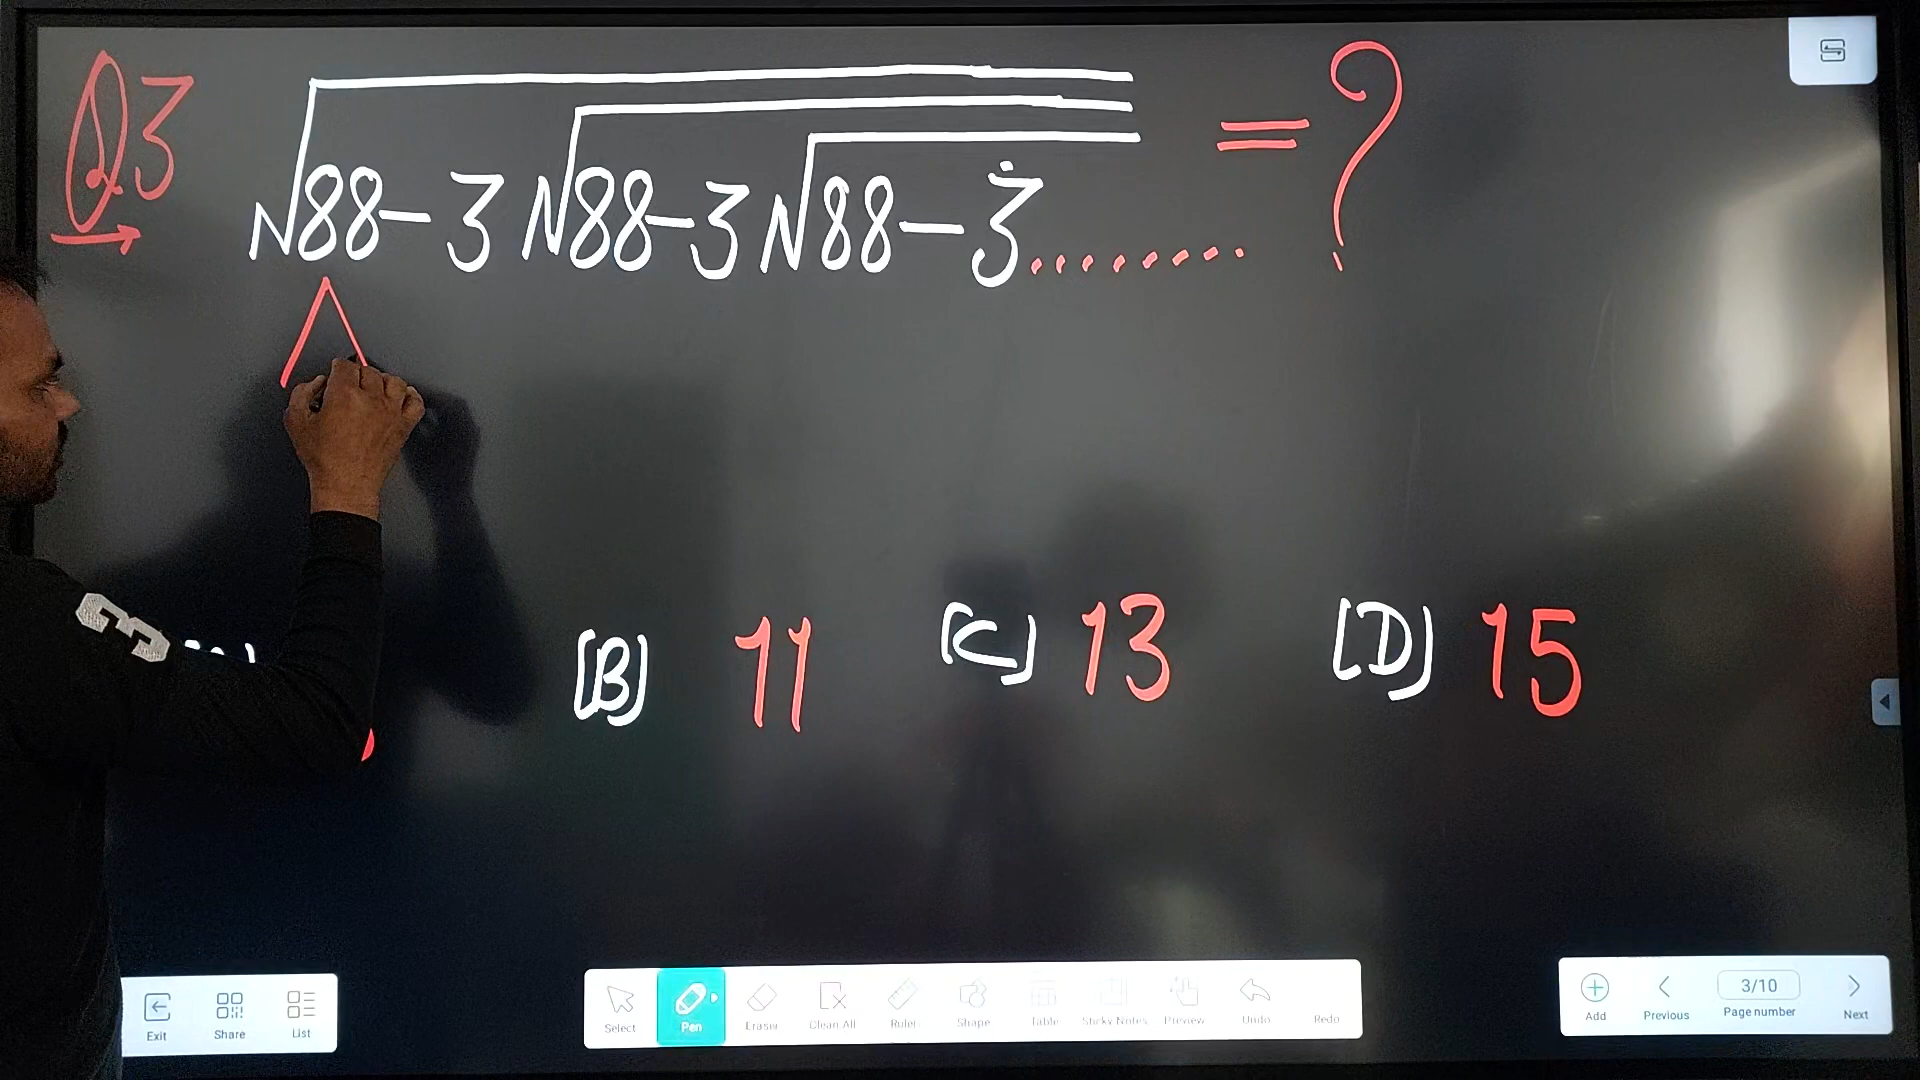 Q.3 √88-3√88-3√88-3........ = ?
[B] 11 [C] 13 [D] 15
Exit Share List Select Pen Eraser Clean All Ruler Shape Table Sticky Notes Preview Undo Redo Add Previous 3/10 Page number Next